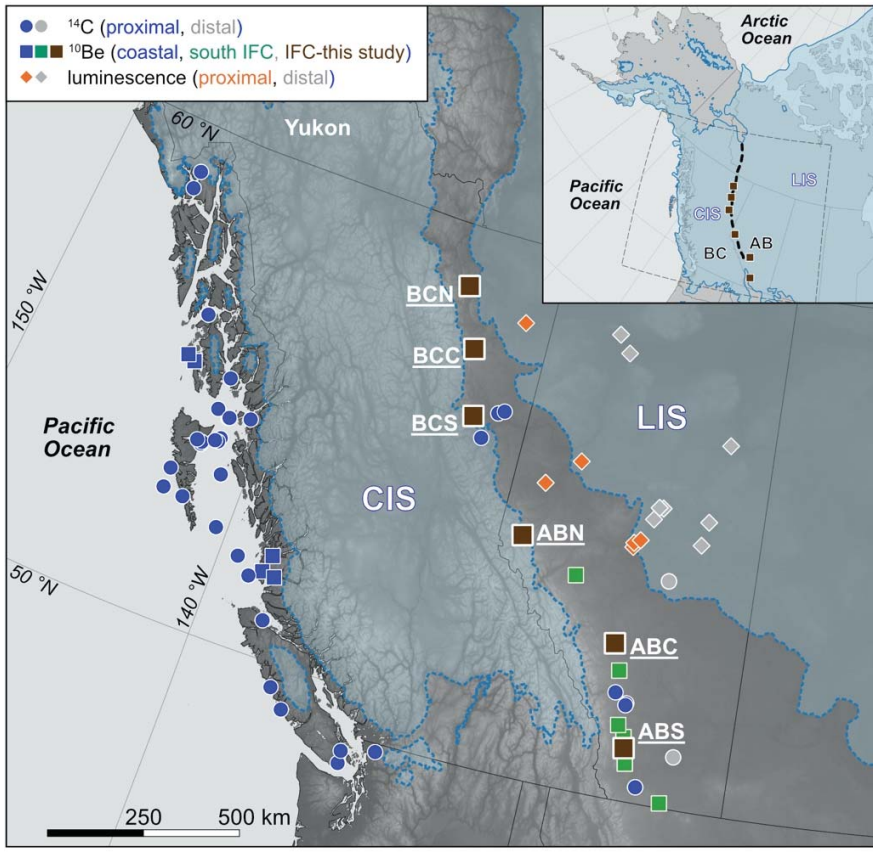 ¹⁴C (proximal, distal)
¹⁰Be (coastal, south IFC, IFC-this study)
luminescence (proximal, distal)
Arctic
Ocean
Pacific
Ocean
LIS
CIS
BC
AB
60 °N
Yukon
150 °W
BCN
BCC
BCS
Pacific
Ocean
LIS
CIS
ABN
50 °N
140 °W
ABC
ABS
250
500 km